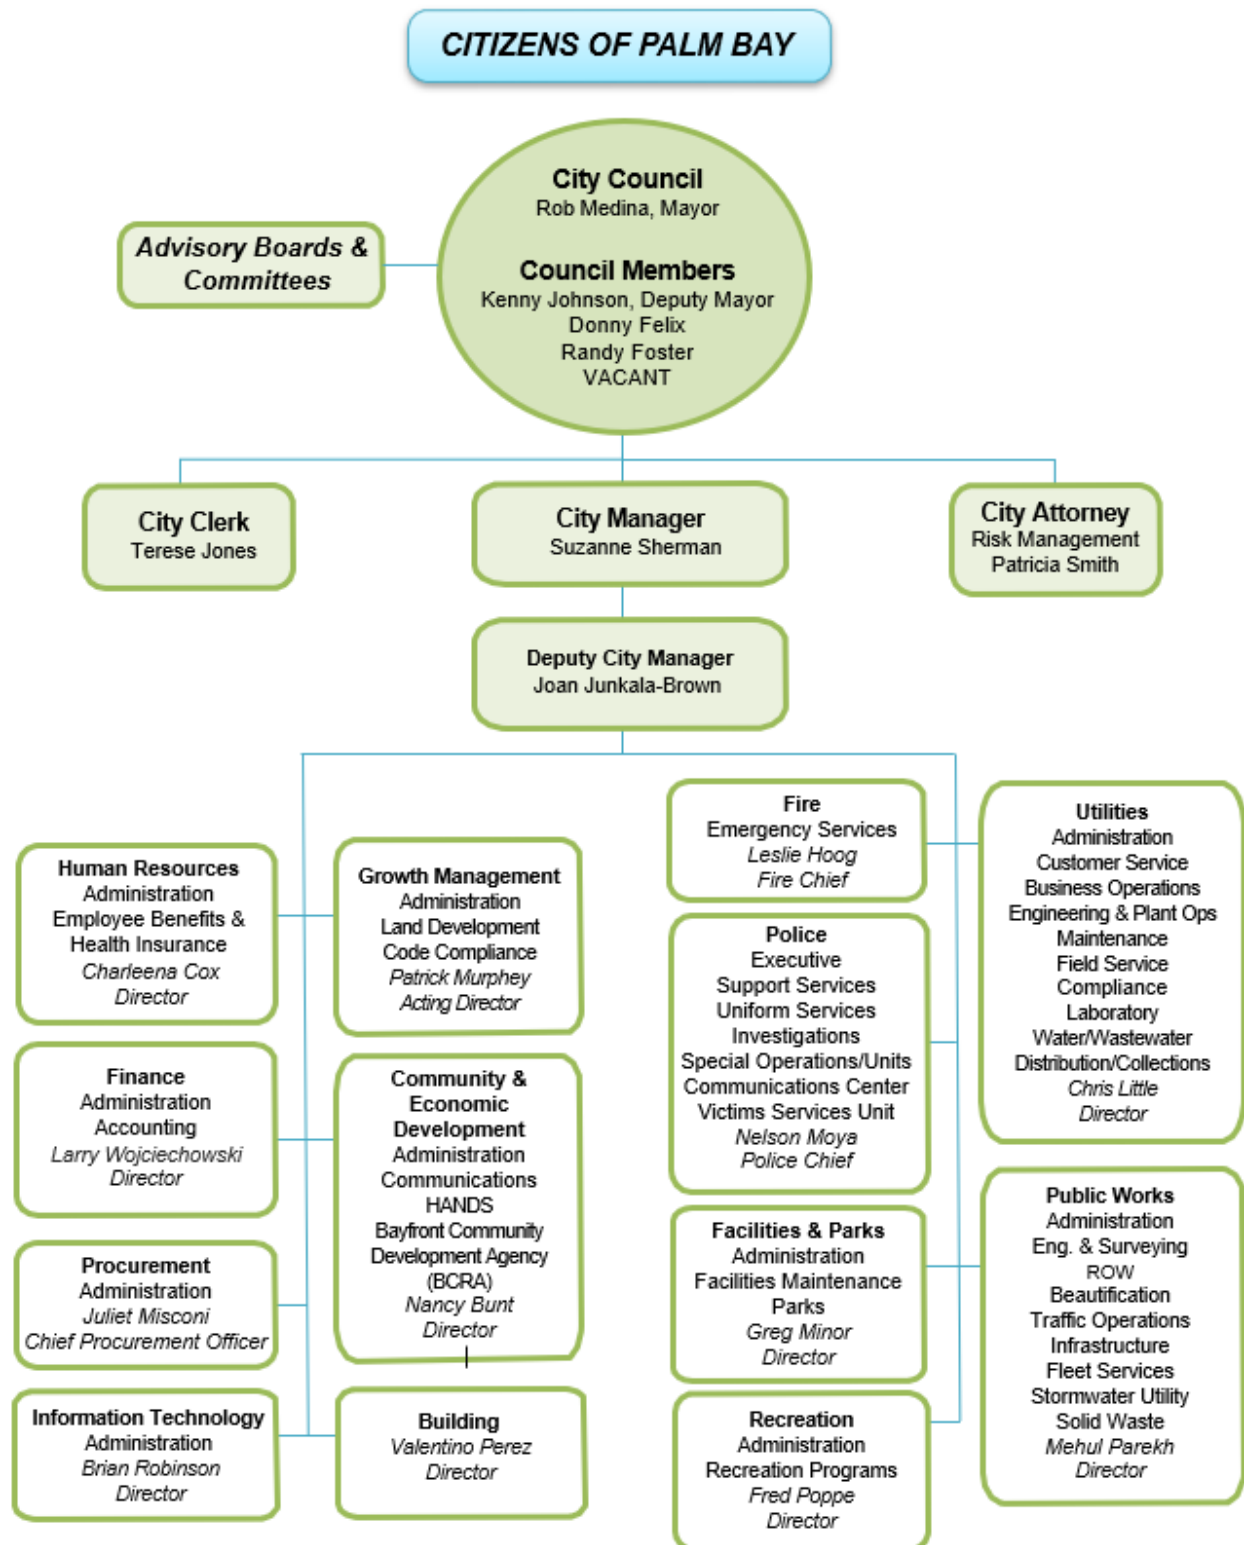 CITIZENS OF PALM BAY
City Council
Rob Medina, Mayor
Advisory Boards &
Committees
Council Members
Kenny Johnson, Deputy Mayor
Donny Felix
Randy Foster
VACANT
City Clerk
Terese Jones
City Manager
Suzanne Sherman
City Attorney
Risk Management
Patricia Smith
Deputy City Manager
Joan Junkala-Brown
Human Resources
Administration
Employee Benefits &
Health Insurance
Charleena Cox
Director
Growth Management
Administration
Land Development
Code Compliance
Patrick Murphey
Acting Director
Finance
Administration
Accounting
Larry Wojciechowski
Director
Community &
Economic
Development
Administration
Communications
HANDS
Bayfront Community
Development Agency
(BCRA)
Nancy Bunt
Director
Procurement
Administration
Juliet Misconi
Chief Procurement Officer
Information Technology
Administration
Brian Robinson
Director
Building
Valentino Perez
Director
Fire
Emergency Services
Leslie Hoog
Fire Chief
Police
Executive
Support Services
Uniform Services
Investigations
Special Operations/Units
Communications Center
Victims Services Unit
Nelson Moya
Police Chief
Facilities & Parks
Administration
Facilities Maintenance
Parks
Greg Minor
Director
Recreation
Administration
Recreation Programs
Fred Poppe
Director
Utilities
Administration
Customer Service
Business Operations
Engineering & Plant Ops
Maintenance
Field Service
Compliance
Laboratory
Water/Wastewater
Distribution/Collections
Chris Little
Director
Public Works
Administration
Eng. & Surveying
ROW
Beautification
Traffic Operations
Infrastructure
Fleet Services
Stormwater Utility
Solid Waste
Mehul Parekh
Director